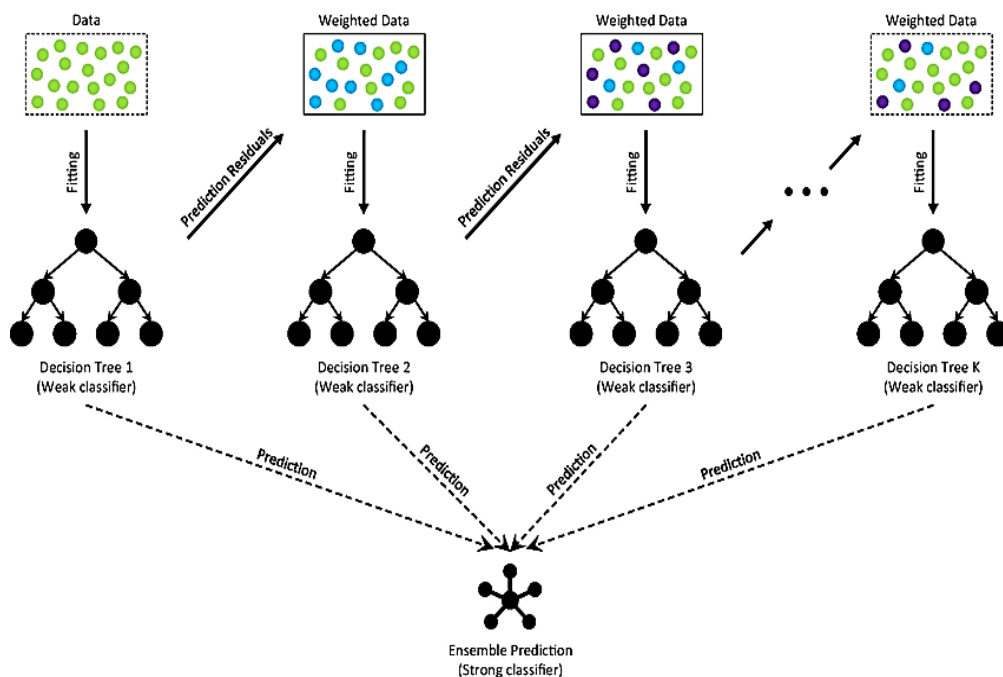 Data
Weighted Data
Weighted Data
Weighted Data
Fitting
Prediction Residuals
Fitting
Prediction Residuals
Fitting
Fitting
Decision Tree 1
(Weak classifier)
Decision Tree 2
(Weak classifier)
Decision Tree 3
(Weak classifier)
Decision Tree K
(Weak classifier)
Prediction
Prediction
Prediction
Prediction
Ensemble Prediction
(Strong classifier)